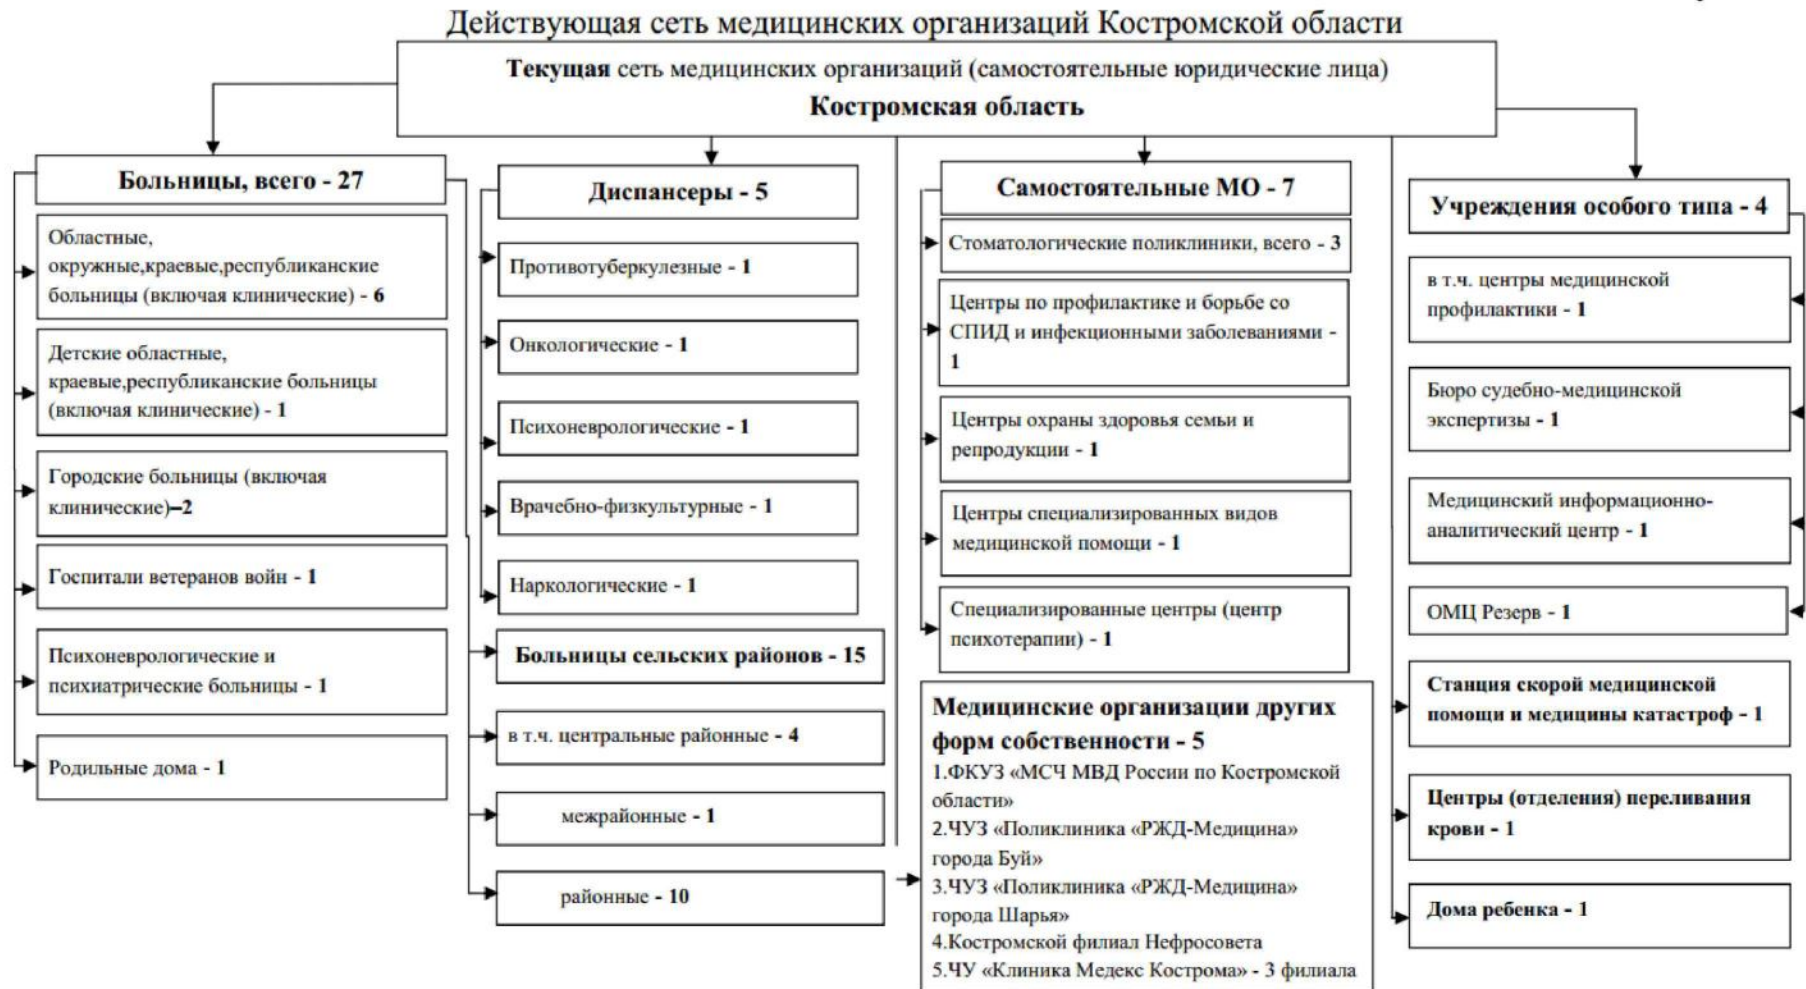 Действующая сеть медицинских организаций Костромской области
Текущая сеть медицинских организаций (самостоятельные юридические лица)
Костромская область
Больницы, всего - 27
Областные,
окружные,краевые,республиканские
больницы (включая клинические) - 6
Детские областные,
краевые,республиканские больницы
(включая клинические) - 1
Городские больницы (включая
клинические)–2
Госпитали ветеранов войн - 1
Психоневрологические и
психиатрические больницы - 1
Родильные дома - 1
Диспансеры - 5
Противотуберкулезные - 1
Онкологические - 1
Психоневрологические - 1
Врачебно-физкультурные - 1
Наркологические - 1
Больницы сельских районов - 15
в т.ч. центральные районные - 4
межрайонные - 1
районные - 10
Самостоятельные МО - 7
Стоматологические поликлиники, всего - 3
Центры по профилактике и борьбе со
СПИД и инфекционными заболеваниями -
1
Центры охраны здоровья семьи и
репродукции - 1
Центры специализированных видов
медицинской помощи - 1
Специализированные центры (центр
психотерапии) - 1
Медицинские организации других
форм собственности - 5
1.ФКУЗ «МСЧ МВД России по Костромской
области»
2.ЧУЗ «Поликлиника «РЖД-Медицина»
города Буй»
3.ЧУЗ «Поликлиника «РЖД-Медицина»
города Шарья»
4.Костромской филиал Нефросовета
5.ЧУ «Клиника Медекс Кострома» - 3 филиала
Учреждения особого типа - 4
в т.ч. центры медицинской
профилактики - 1
Бюро судебно-медицинской
экспертизы - 1
Медицинский информационно-
аналитический центр - 1
ОМЦ Резерв - 1
Станция скорой медицинской
помощи и медицины катастроф - 1
Центры (отделения) переливания
крови - 1
Дома ребенка - 1